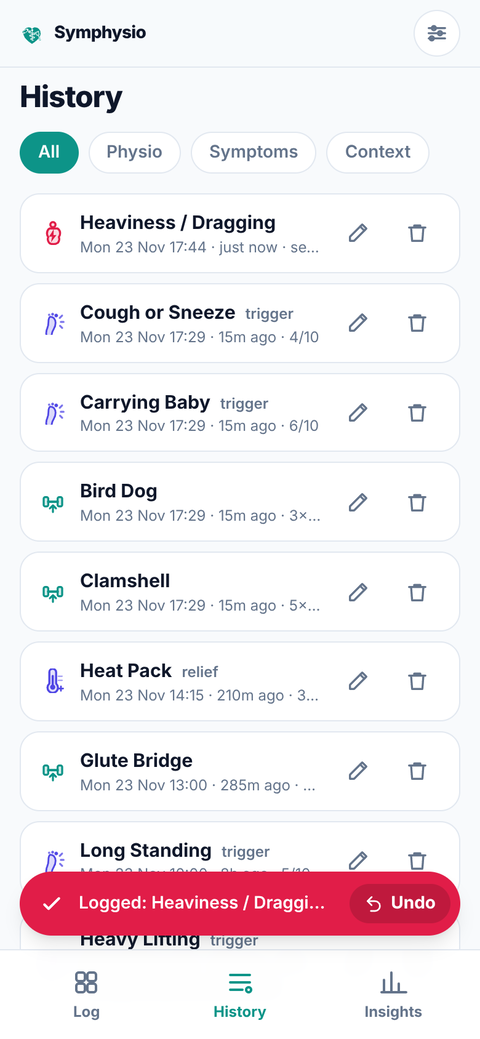 Symphysio
History
All Physio Symptoms Context
Heaviness / Dragging
Mon 23 Nov 17:44 · just now · se...
Cough or Sneeze trigger
Mon 23 Nov 17:29 · 15m ago · 4/10
Carrying Baby trigger
Mon 23 Nov 17:29 · 15m ago · 6/10
Bird Dog
Mon 23 Nov 17:29 · 15m ago · 3×...
Clamshell
Mon 23 Nov 17:29 · 15m ago · 5×...
Heat Pack relief
Mon 23 Nov 14:15 · 210m ago · 3...
Glute Bridge
Mon 23 Nov 13:00 · 285m ago · ...
Long Standing trigger
Logged: Heaviness / Draggi... Undo
Heavy Lifting trigger
Log History Insights